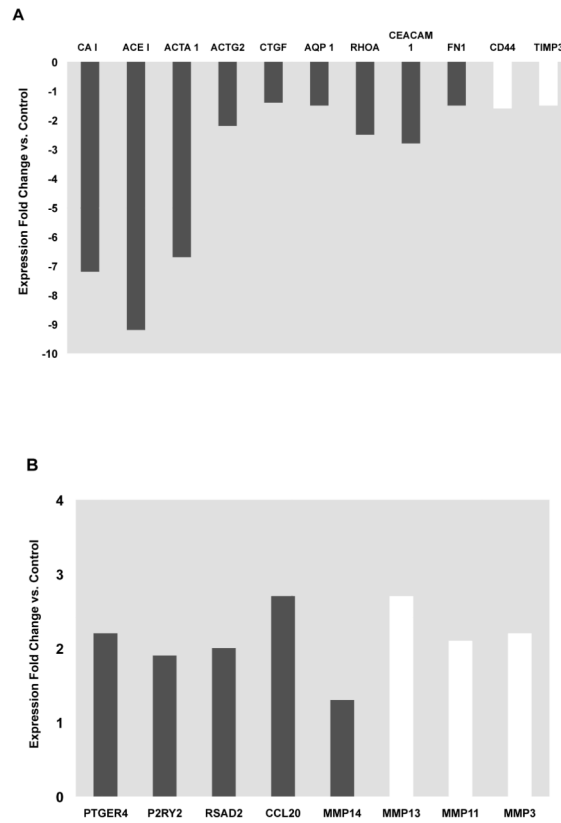 A
CA I ACE I ACTA 1 ACTG2 CTGF AQP 1 RHOA CEACAM 1 FN1 CD44 TIMP3
0
-1
-2
-3
-4
-5
-6
-7
-8
-9
-10
Expression Fold Change vs. Control
B
4
3
2
1
0
Expression Fold Change vs. Control
PTGER4 P2RY2 RSAD2 CCL20 MMP14 MMP13 MMP11 MMP3